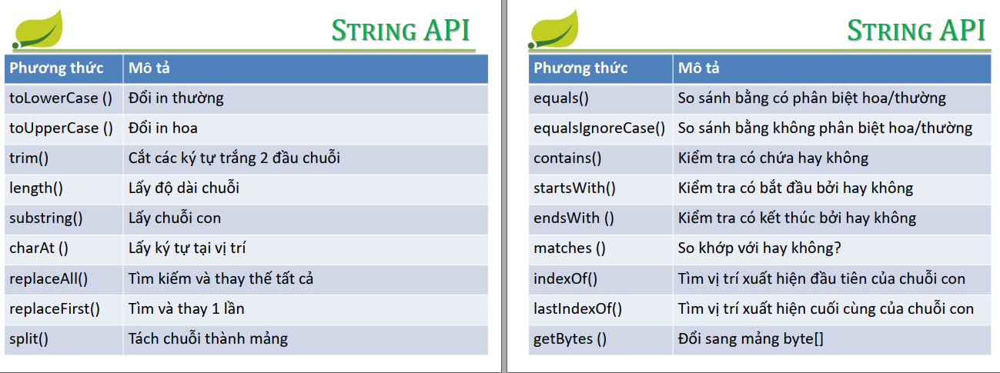 STRING API
Phương thức Mô tả
toLowerCase () Đổi in thường
toUpperCase () Đổi in hoa
trim() Cắt các ký tự trắng 2 đầu chuỗi
length() Lấy độ dài chuỗi
substring() Lấy chuỗi con
charAt () Lấy ký tự tại vị trí
replaceAll() Tìm kiếm và thay thế tất cả
replaceFirst() Tìm và thay 1 lần
split() Tách chuỗi thành mảng
STRING API
Phương thức Mô tả
equals() So sánh bằng có phân biệt hoa/thường
equalsIgnoreCase() So sánh bằng không phân biệt hoa/thường
contains() Kiểm tra có chứa hay không
startsWith() Kiểm tra có bắt đầu bởi hay không
endsWith () Kiểm tra có kết thúc bởi hay không
matches () So khớp với hay không?
indexOf() Tìm vị trí xuất hiện đầu tiên của chuỗi con
lastIndexOf() Tìm vị trí xuất hiện cuối cùng của chuỗi con
getBytes () Đổi sang mảng byte[]